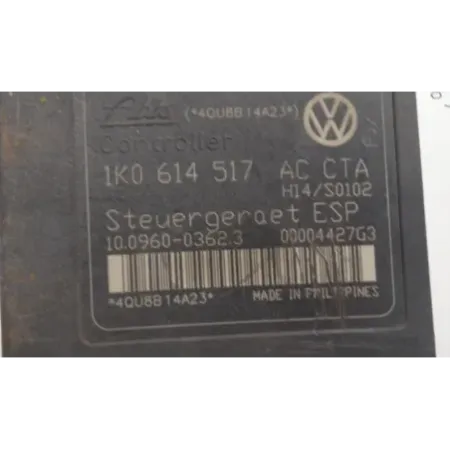 Ate (*4QU8B14A23*)
Controller
1K0 614 517 AC CTA
H14/S0102
Steuergeraet ESP
10.0960-0362.3 00004427G3
*4QU8B14A23* MADE IN PHILIPPINES